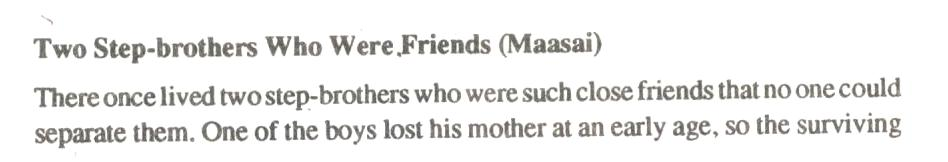 Two Step-brothers Who Were Friends (Maasai)
There once lived two step-brothers who were such close friends that no one could
separate them. One of the boys lost his mother at an early age, so the surviving